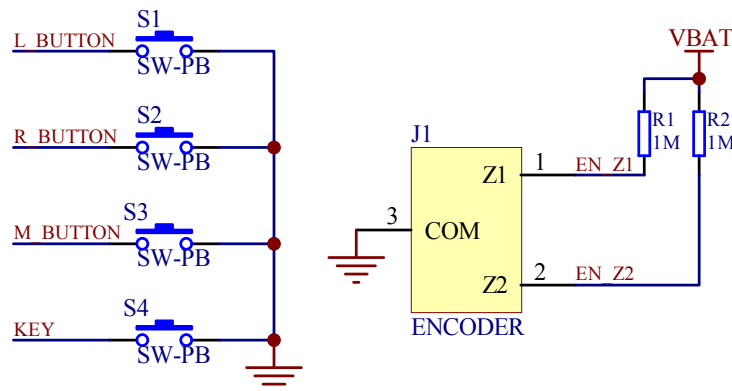 S1
L_BUTTON
SW-PB
S2
R_BUTTON
SW-PB
S3
M_BUTTON
SW-PB
S4
KEY
SW-PB
VBAT
R1
1M
R2
1M
J1
Z1
1
EN_Z1
3
COM
Z2
2
EN_Z2
ENCODER